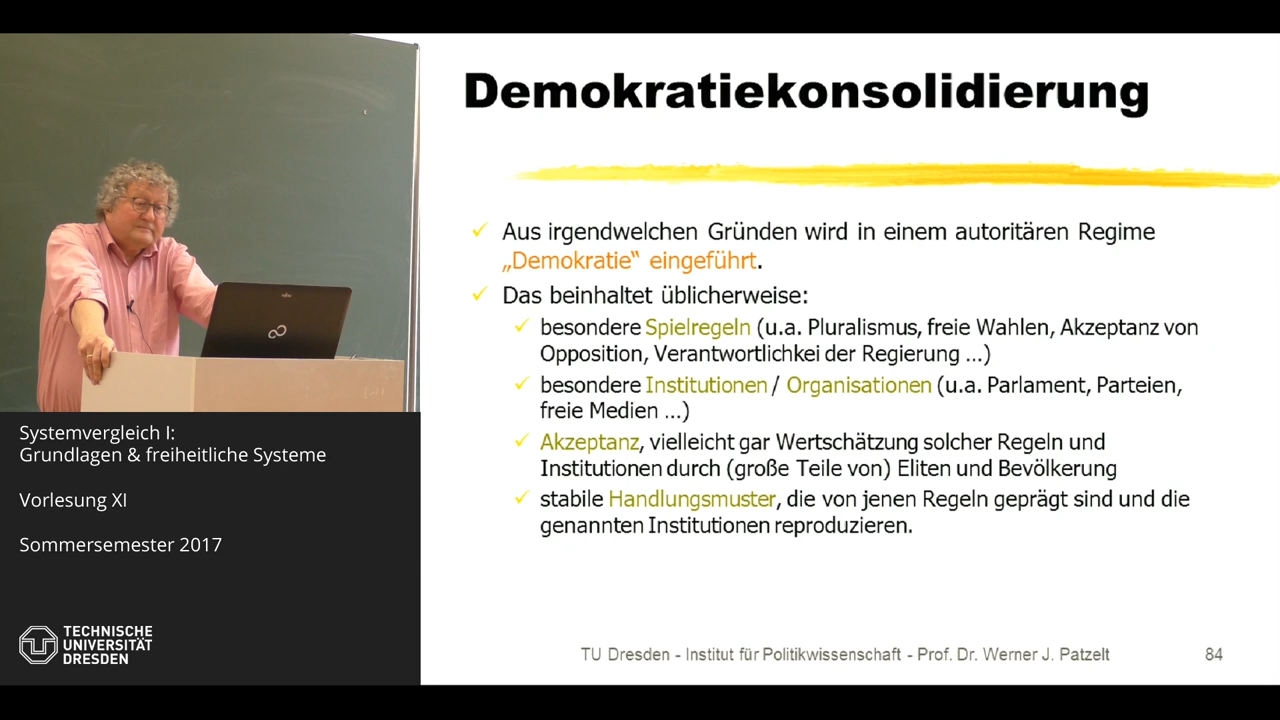 Demokratiekonsolidierung
Aus irgendwelchen Gründen wird in einem autoritären Regime
„Demokratie“ eingeführt.
Das beinhaltet üblicherweise:
besondere Spielregeln (u.a. Pluralismus, freie Wahlen, Akzeptanz von
Opposition, Verantwortlichkei der Regierung ...)
besondere Institutionen / Organisationen (u.a. Parlament, Parteien,
freie Medien ...)
Akzeptanz, vielleicht gar Wertschätzung solcher Regeln und
Institutionen durch (große Teile von) Eliten und Bevölkerung
stabile Handlungsmuster, die von jenen Regeln geprägt sind und die
genannten Institutionen reproduzieren.
TU Dresden - Institut für Politikwissenschaft - Prof. Dr. Werner J. Patzelt
84
Systemvergleich I:
Grundlagen & freiheitliche Systeme
Vorlesung XI
Sommersemester 2017
TECHNISCHE
UNIVERSITÄT
DRESDEN